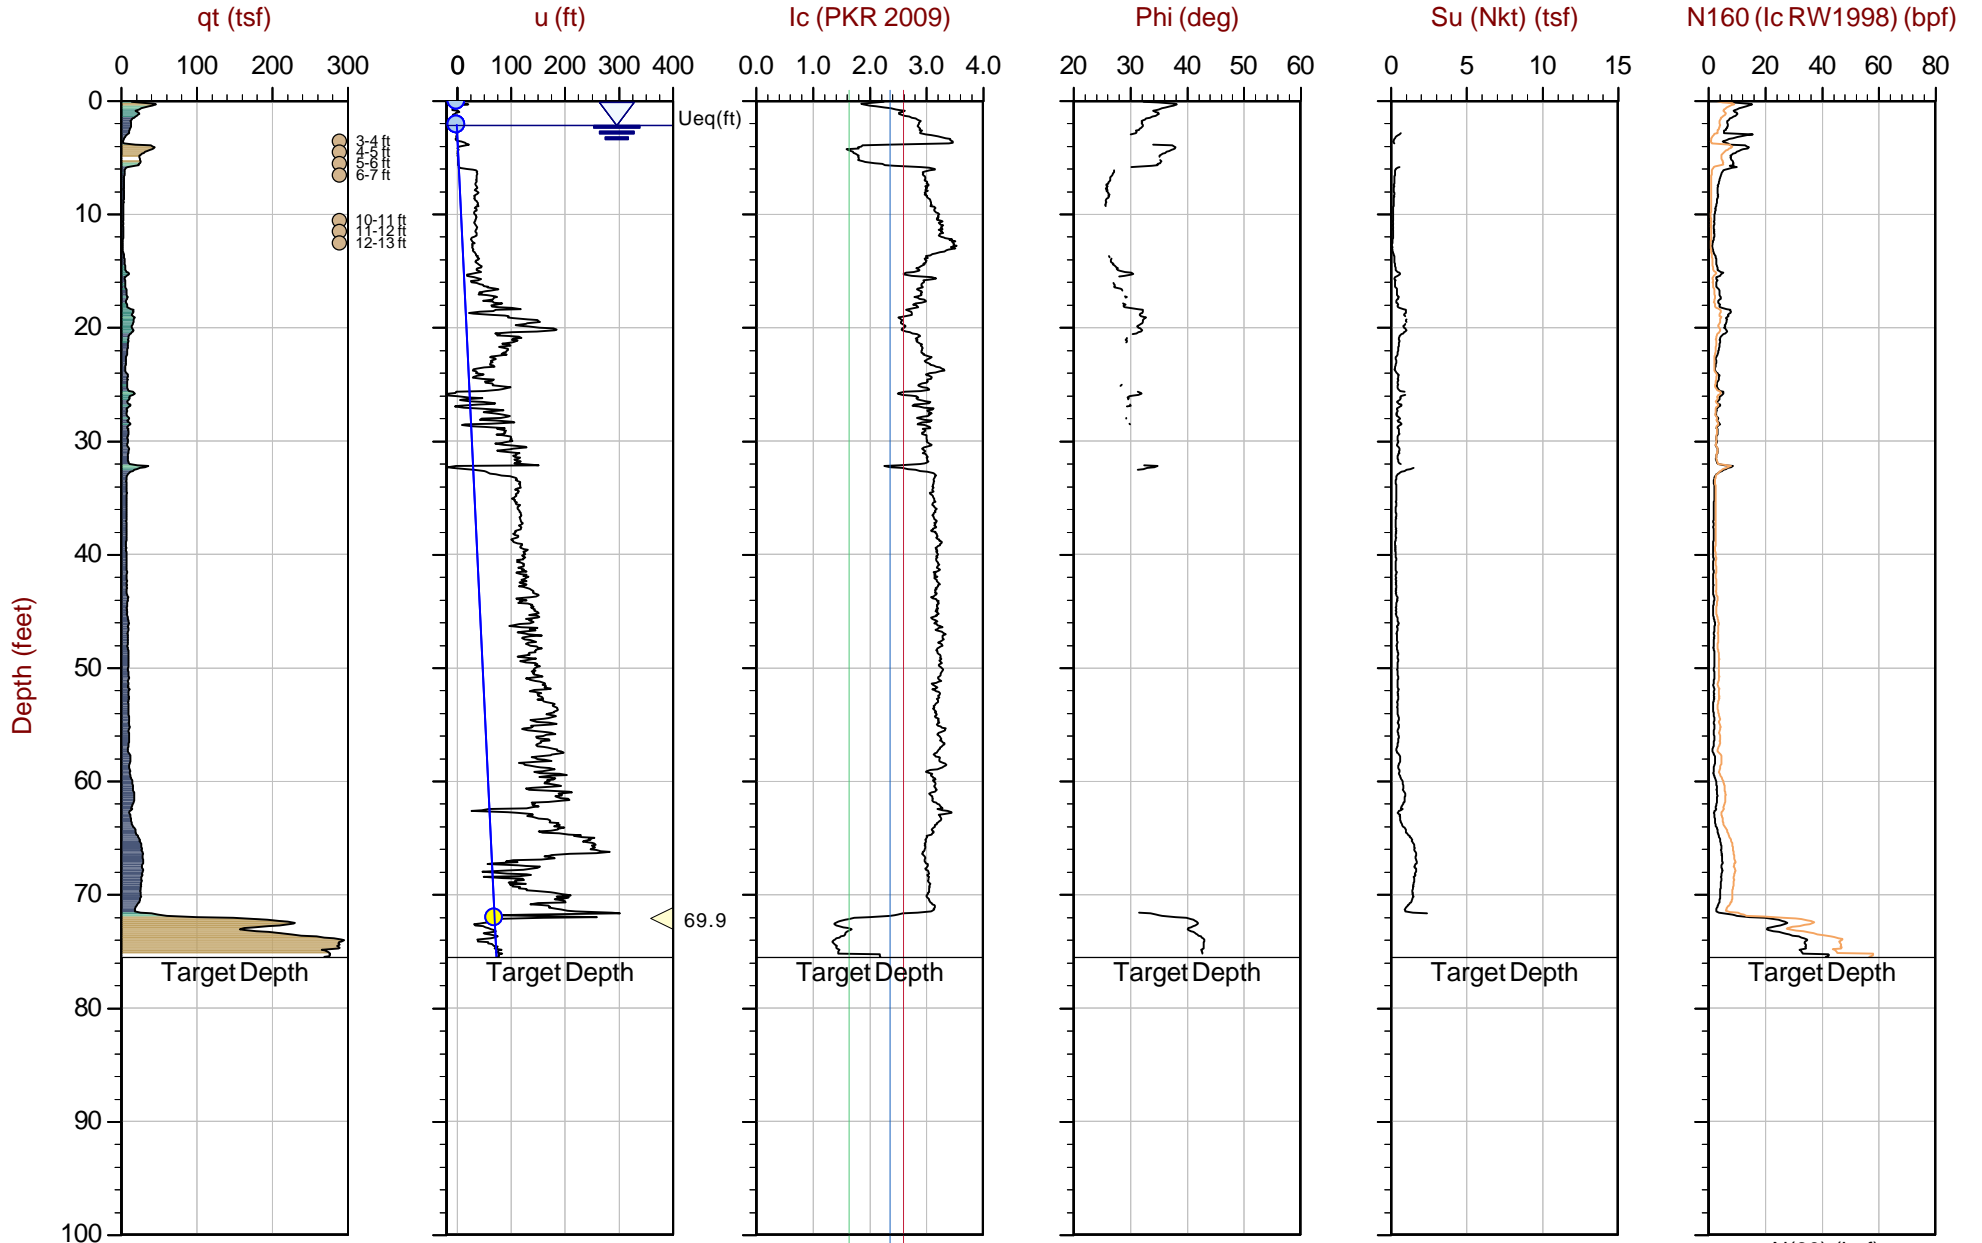 qt (tsf) u (ft) Ic (PKR 2009) Phi (deg) Su (Nkt) (tsf) N160 (Ic RW1998) (bpf)
0 100 200 300 0 100 200 300 400 0.0 1.0 2.0 3.0 4.0 20 30 40 50 60 0 5 10 15 0 20 40 60 80
0
Ueq(ft)
3-4 ft
4-5 ft
5-6 ft
6-7 ft
10
10-11 ft
11-12 ft
12-13 ft
20
30
40
50
60
70
69.9
Target Depth Target Depth Target Depth Target Depth Target Depth Target Depth
80
90
100
Depth (feet)